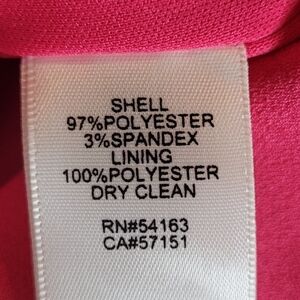 SHELL
97%POLYESTER
3%SPANDEX
LINING
100%POLYESTER
DRY CLEAN
RN#54163
CA#57151